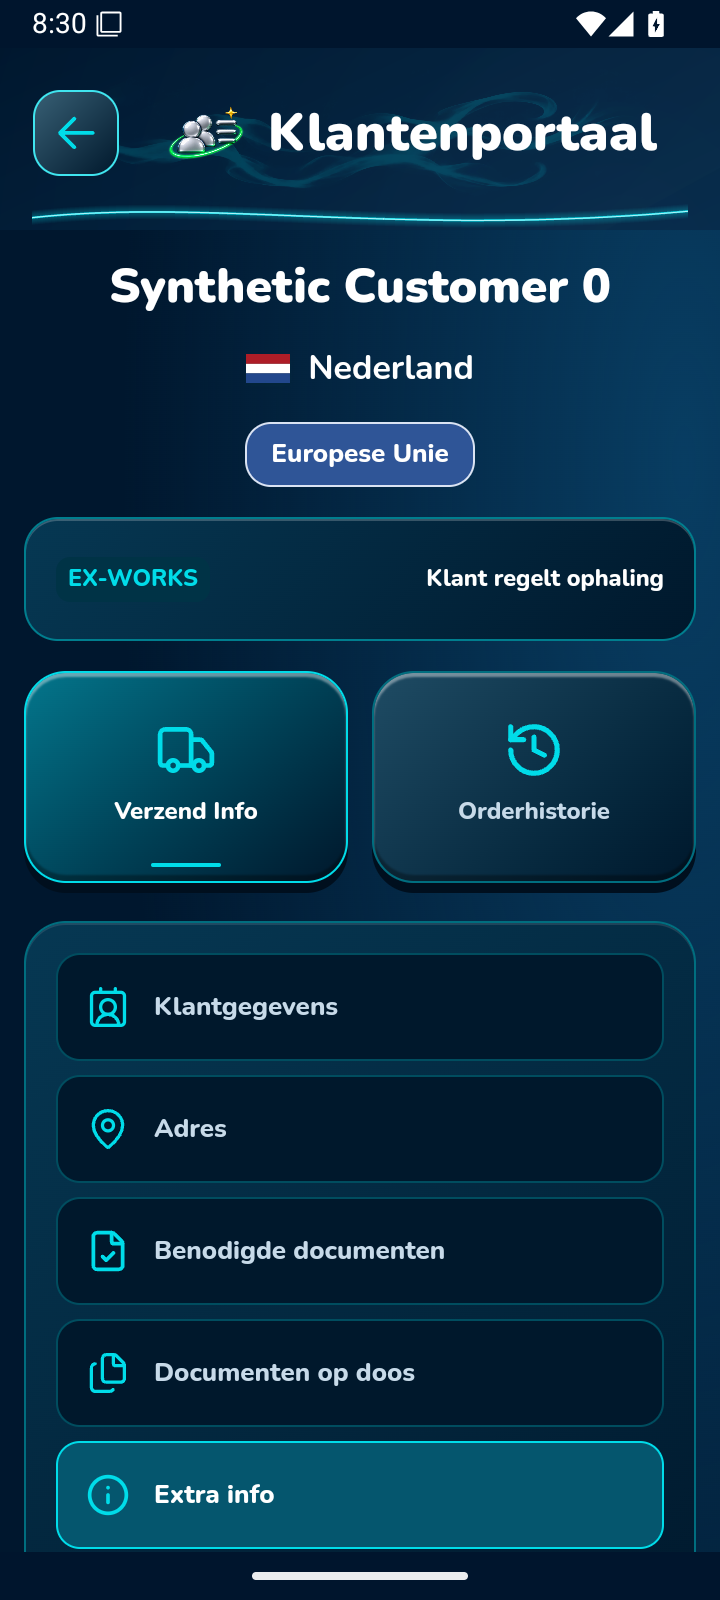 8:30
Klantenportaal
Synthetic Customer 0
Nederland
Europese Unie
EX-WORKS
Klant regelt ophaling
Verzend Info
Orderhistorie
Klantgegevens
Adres
Benodigde documenten
Documenten op doos
Extra info